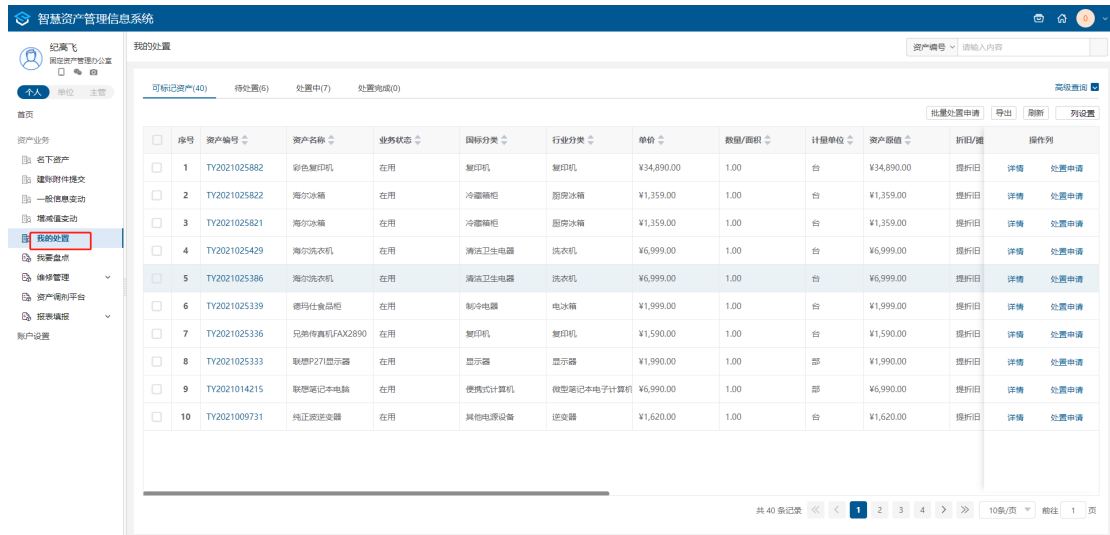 智慧资产管理信息系统
0
纪高飞
固定资产管理办公室
个人 单位 主管
首页
资产业务
名下资产
建账附件提交
一般信息变动
增减值变动
我的处置
我要盘点
维修管理
资产调剂平台
报表填报
账户设置
我的处置
资产编号 请输入内容
可标记资产(40) 待处置(6) 处置中(7) 处置完成(0) 高级查询
批量处置申请 导出 刷新 列设置
序号 资产编号 资产名称 业务状态 国标分类 行业分类 单价 数量/面积 计量单位 资产原值 折旧/摊 操作列
1 TY2021025882 彩色复印机 在用 复印机 复印机 ¥34,890.00 1.00 台 ¥34,890.00 提折旧 详情 处置申请
2 TY2021025822 海尔冰箱 在用 冷藏箱柜 厨房冰箱 ¥1,359.00 1.00 台 ¥1,359.00 提折旧 详情 处置申请
3 TY2021025821 海尔冰箱 在用 冷藏箱柜 厨房冰箱 ¥1,359.00 1.00 台 ¥1,359.00 提折旧 详情 处置申请
4 TY2021025429 海尔洗衣机 在用 清洁卫生电器 洗衣机 ¥6,999.00 1.00 台 ¥6,999.00 提折旧 详情 处置申请
5 TY2021025386 海尔洗衣机 在用 清洁卫生电器 洗衣机 ¥6,999.00 1.00 台 ¥6,999.00 提折旧 详情 处置申请
6 TY2021025339 德玛仕食品柜 在用 制冷电器 电冰箱 ¥1,999.00 1.00 台 ¥1,999.00 提折旧 详情 处置申请
7 TY2021025336 兄弟传真机FAX2890 在用 复印机 复印机 ¥1,590.00 1.00 台 ¥1,590.00 提折旧 详情 处置申请
8 TY2021025333 联想P27I显示器 在用 显示器 显示器 ¥1,990.00 1.00 部 ¥1,990.00 提折旧 详情 处置申请
9 TY2021014215 联想笔记本电脑 在用 便携式计算机 微型笔记本电子计算机 ¥6,990.00 1.00 部 ¥6,990.00 提折旧 详情 处置申请
10 TY2021009731 纯正波逆变器 在用 其他电源设备 逆变器 ¥1,620.00 1.00 台 ¥1,620.00 提折旧 详情 处置申请
共 40 条记录 1 2 3 4 10条/页 前往 1 页